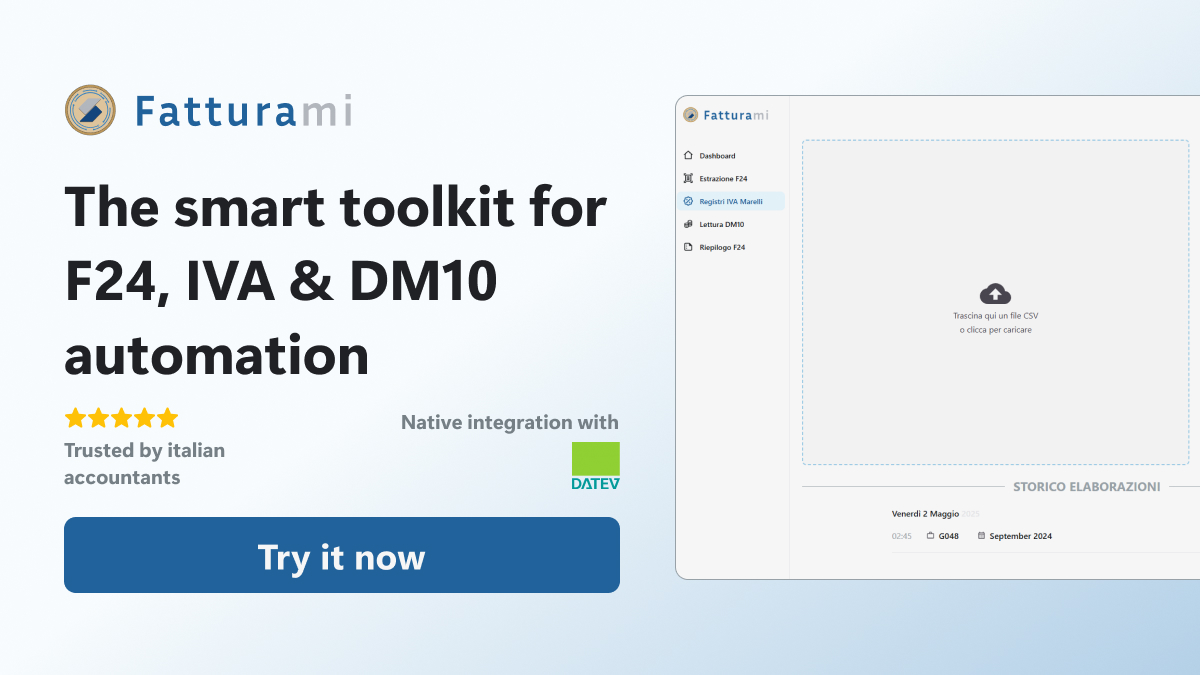 Fatturami
The smart toolkit for
F24, IVA & DM10
automation
Trusted by italian
accountants
Native integration with
DATEV
Try it now
Fatturami
Dashboard
Estrazione F24
Registri IVA Marelli
Lettura DM10
Riepilogo F24
Trascina qui un file CSV
o clicca per caricare
STORICO ELABORAZIONI
Venerdì 2 Maggio 2025
02:45 G048 September 2024